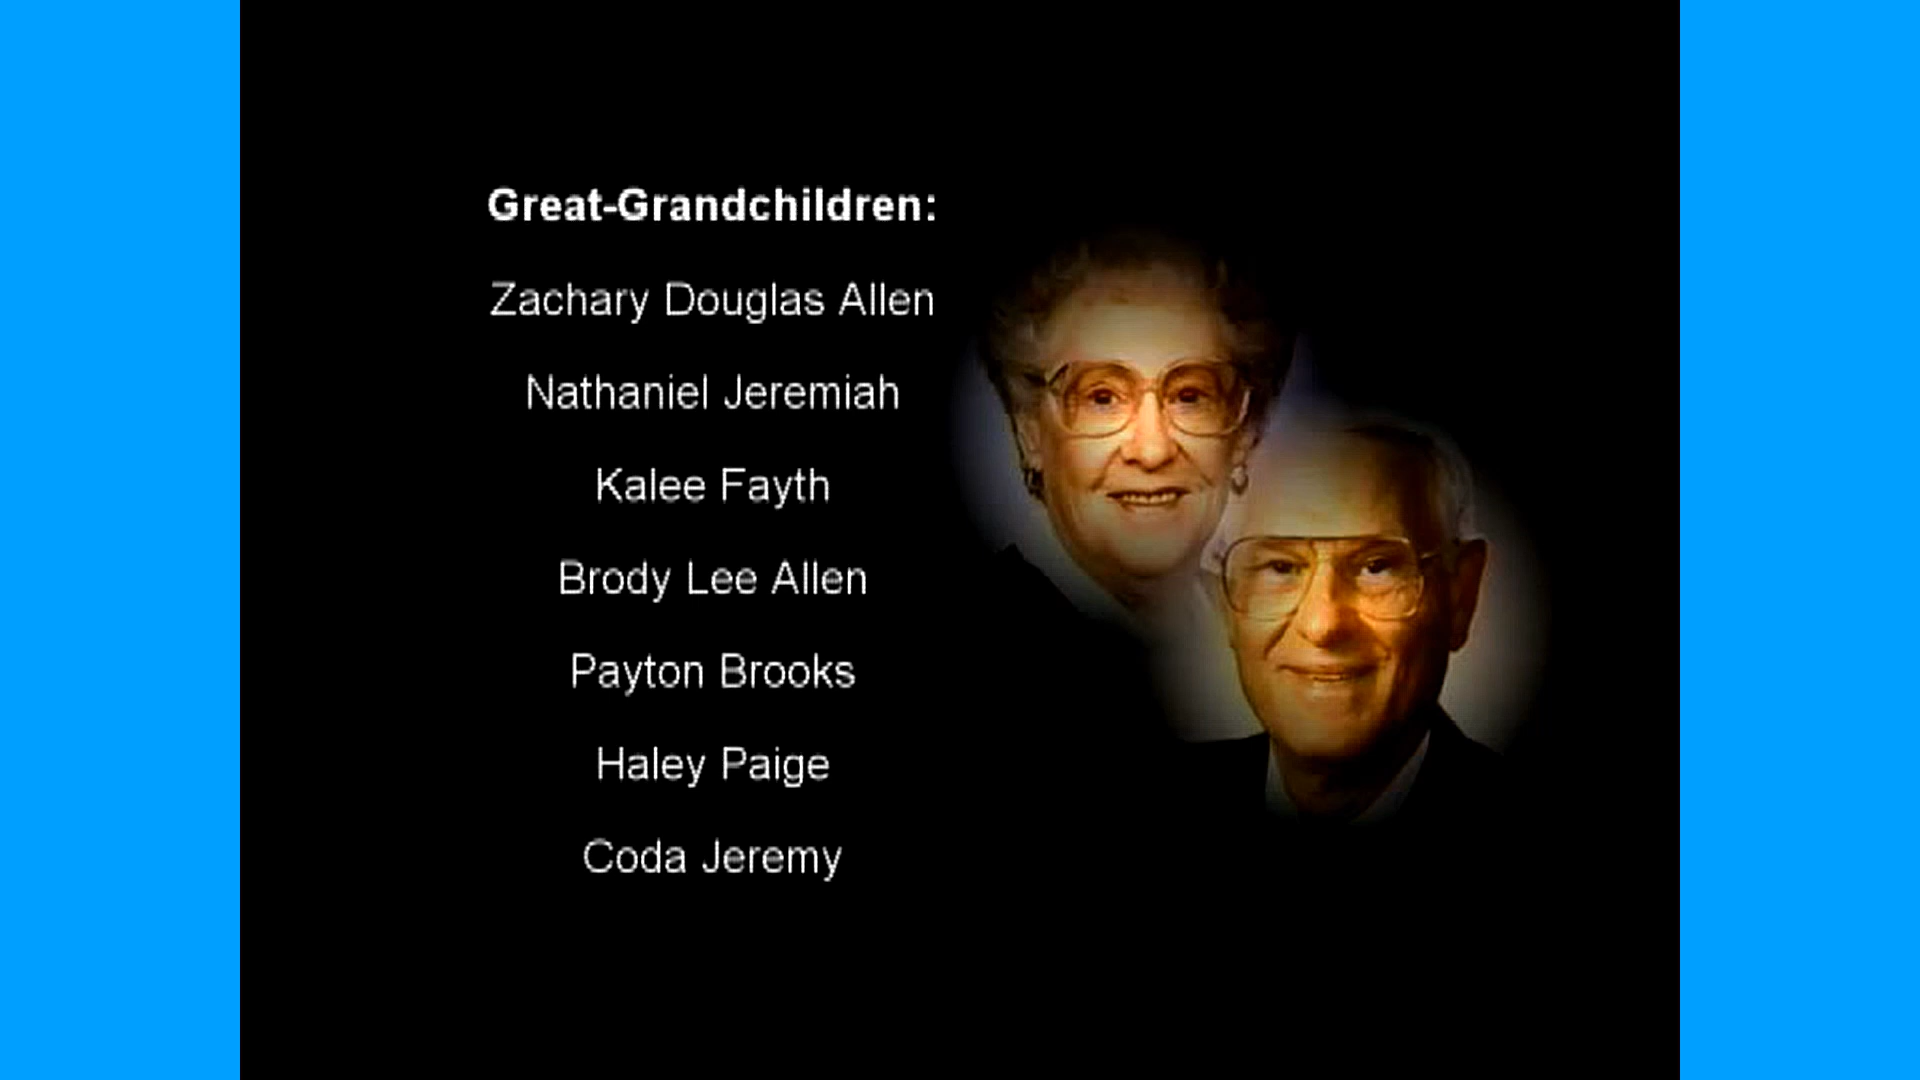 Great-Grandchildren:
Zachary Douglas Allen
Nathaniel Jeremiah
Kalee Fayth
Brody Lee Allen
Payton Brooks
Haley Paige
Coda Jeremy